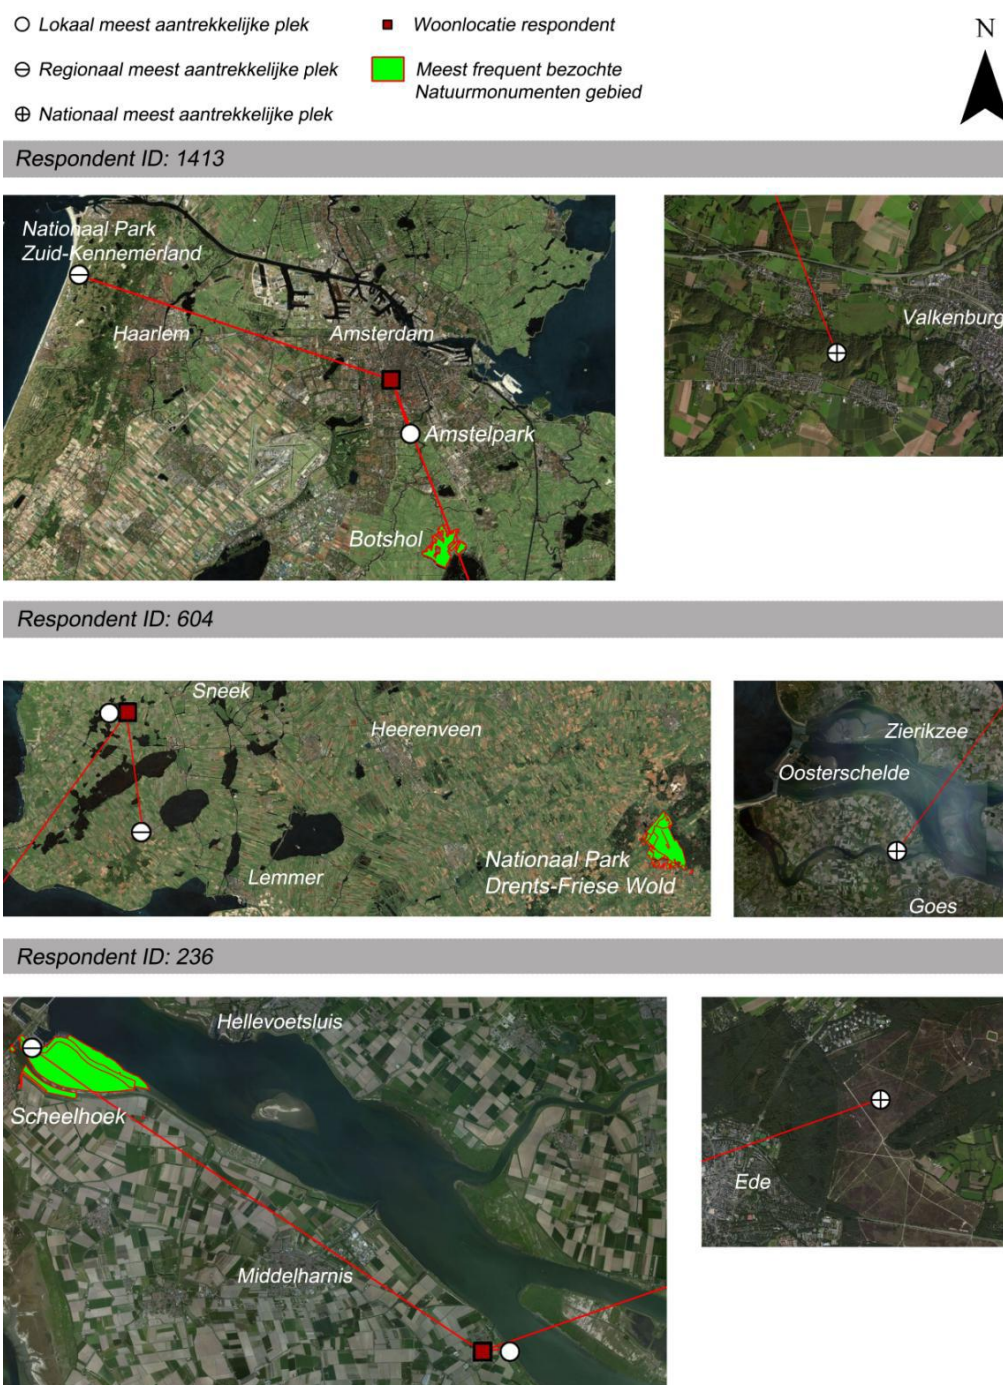 Lokaal meest aantrekkelijke plek
Regionaal meest aantrekkelijke plek
Nationaal meest aantrekkelijke plek
Woonlocatie respondent
Meest frequent bezochte
Natuurmonumenten gebied
N
Respondent ID: 1413
Nationaal Park
Zuid-Kennemerland
Haarlem
Amsterdam
Amstelpark
Botshol
Valkenburg
Respondent ID: 604
Sneek
Heerenveen
Lemmer
Nationaal Park
Drents-Friese Wold
Zierikzee
Oosterschelde
Goes
Respondent ID: 236
Hellevoetsluis
Scheelhoek
Middelharnis
Ede